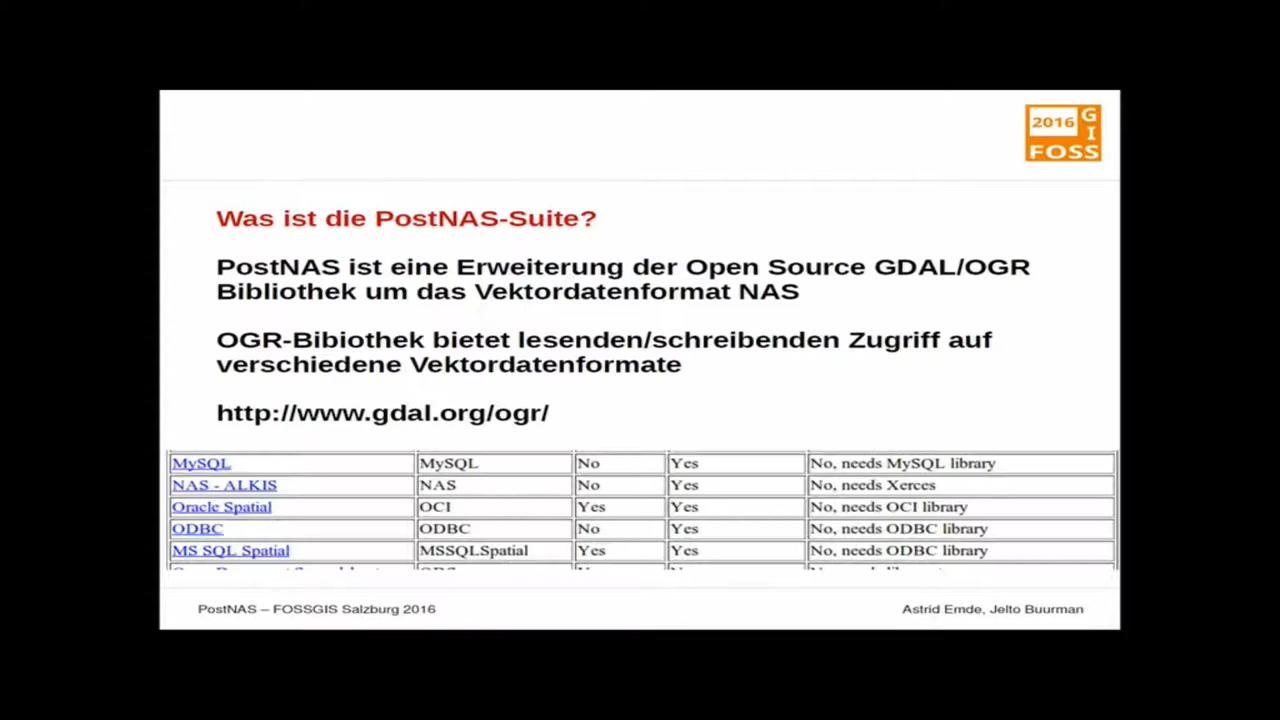 2016 G
I
FOSS
Was ist die PostNAS-Suite?
PostNAS ist eine Erweiterung der Open Source GDAL/OGR
Bibliothek um das Vektordatenformat NAS
OGR-Bibiothek bietet lesenden/schreibenden Zugriff auf
verschiedene Vektordatenformate
http://www.gdal.org/ogr/
MySQL MySQL No Yes No, needs MySQL library
NAS - ALKIS NAS No Yes No, needs Xerces
Oracle Spatial OCI Yes Yes No, needs OCI library
ODBC ODBC No Yes No, needs ODBC library
MS SQL Spatial MSSQLSpatial Yes Yes No, needs ODBC library
PostNAS – FOSSGIS Salzburg 2016
Astrid Emde, Jelto Buurman